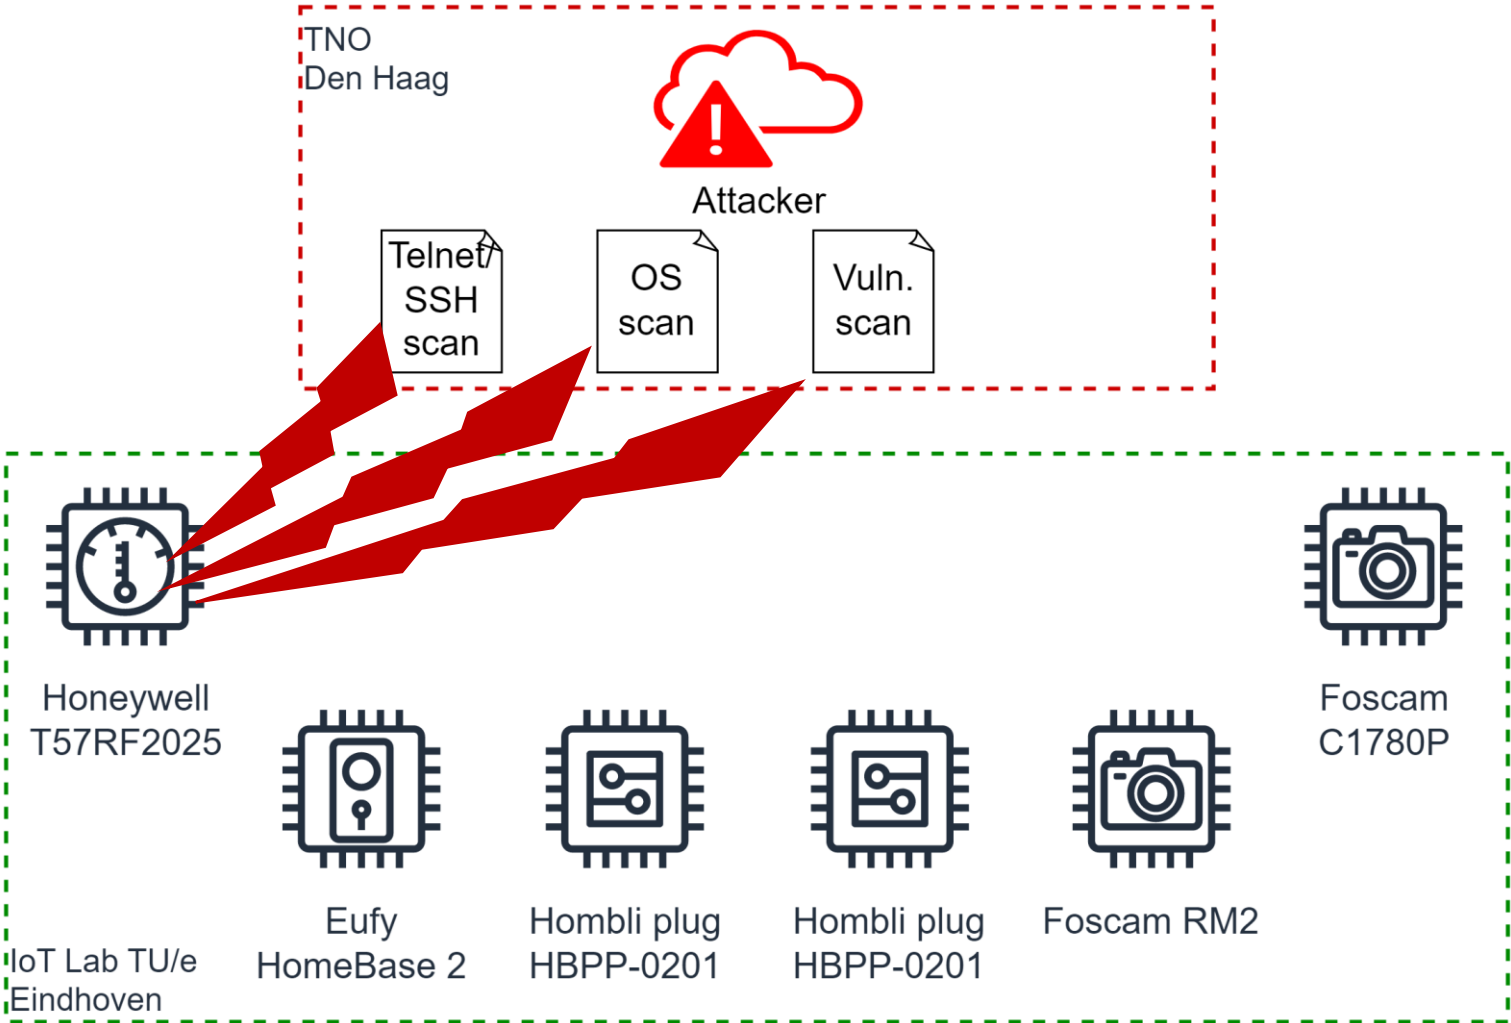 TNO
Den Haag
Attacker
Telnet/
SSH
scan
OS
scan
Vuln.
scan
Honeywell
T57RF2025
Foscam
C1780P
Eufy
HomeBase 2
Hombli plug
HBPP-0201
Hombli plug
HBPP-0201
Foscam RM2
IoT Lab TU/e
Eindhoven